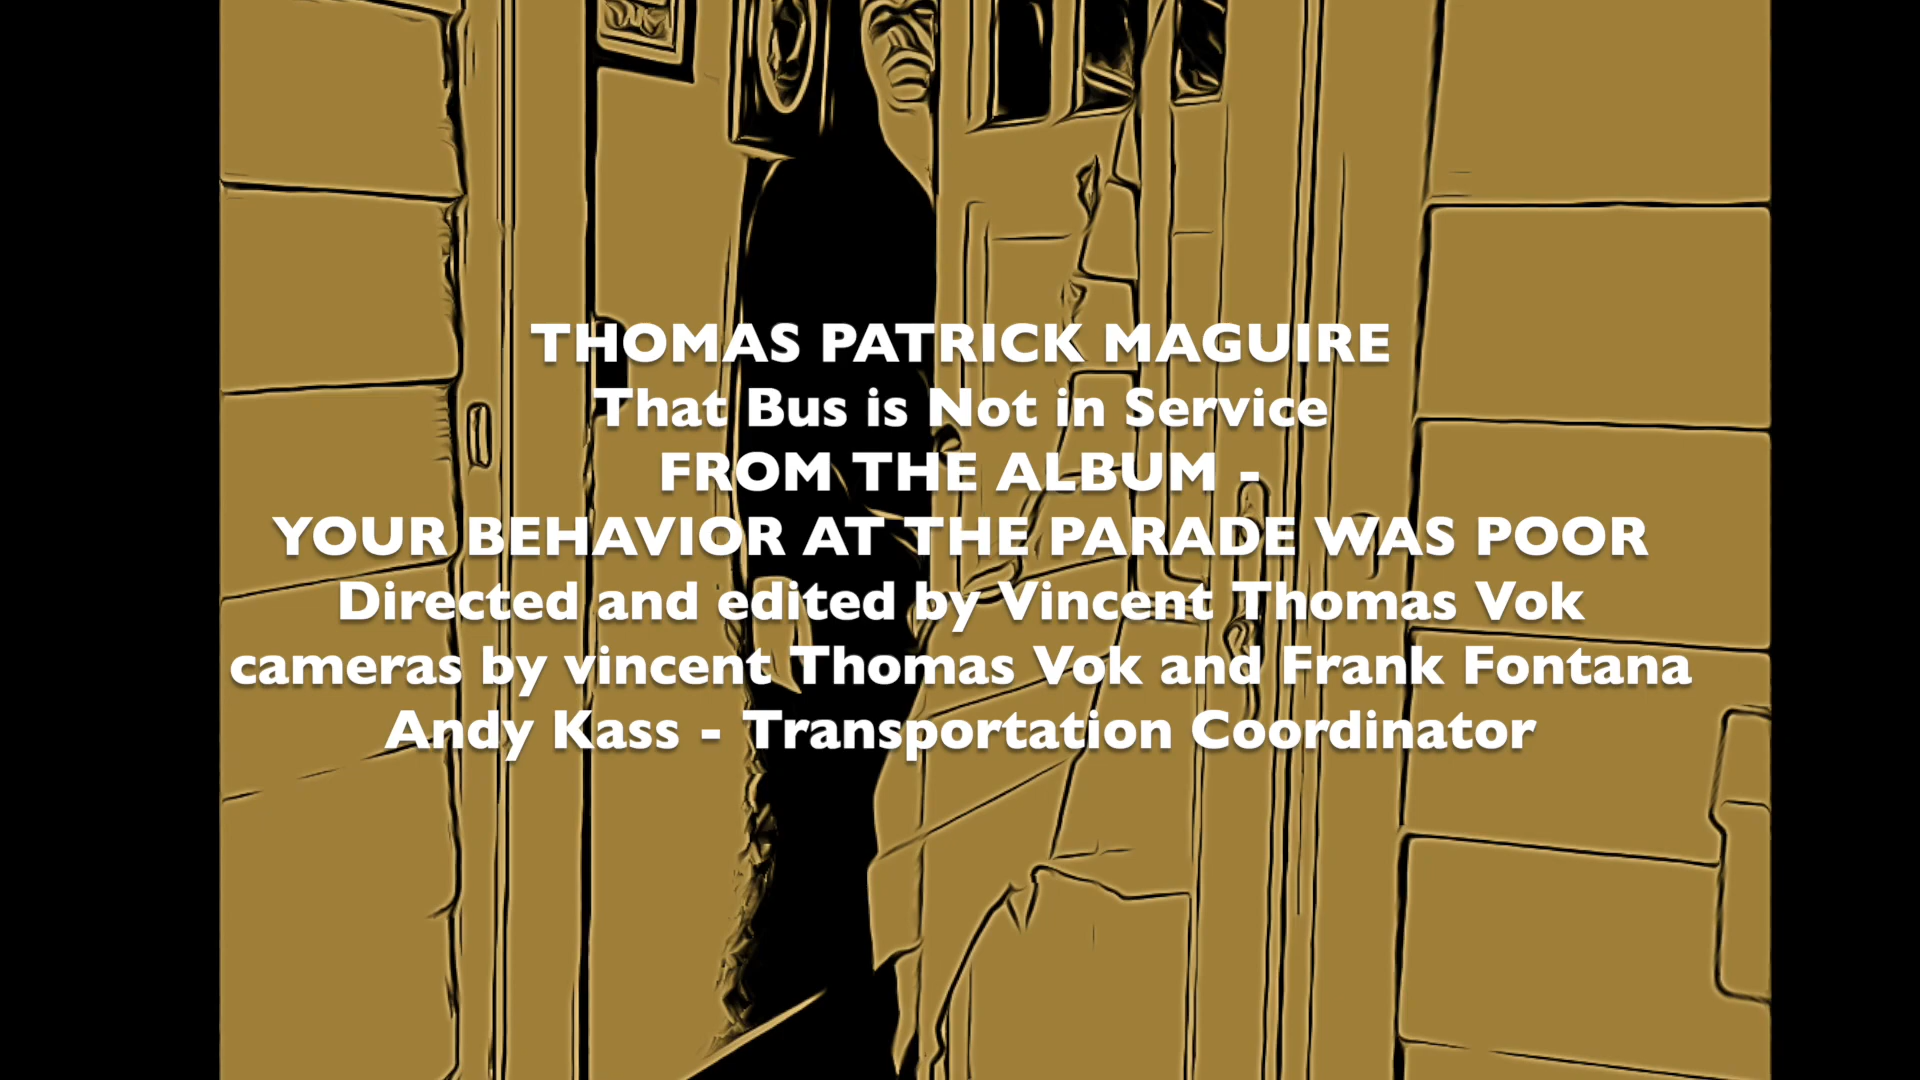 THOMAS PATRICK MAGUIRE
That Bus is Not in Service
FROM THE ALBUM -
YOUR BEHAVIOR AT THE PARADE WAS POOR
Directed and edited by Vincent Thomas Vok
cameras by vincent Thomas Vok and Frank Fontana
Andy Kass - Transportation Coordinator